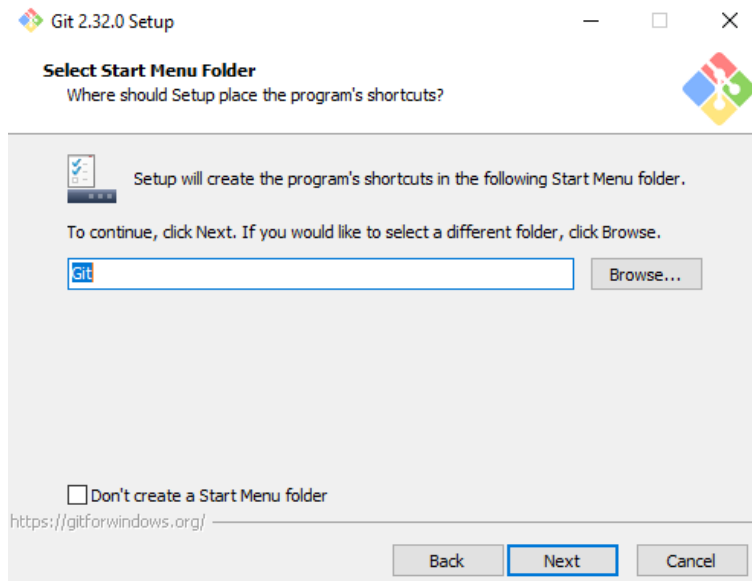 Git 2.32.0 Setup
Select Start Menu Folder
Where should Setup place the program's shortcuts?
Setup will create the program's shortcuts in the following Start Menu folder.
To continue, click Next. If you would like to select a different folder, click Browse.
Git
Browse...
Don't create a Start Menu folder
https://gitforwindows.org/
Back
Next
Cancel